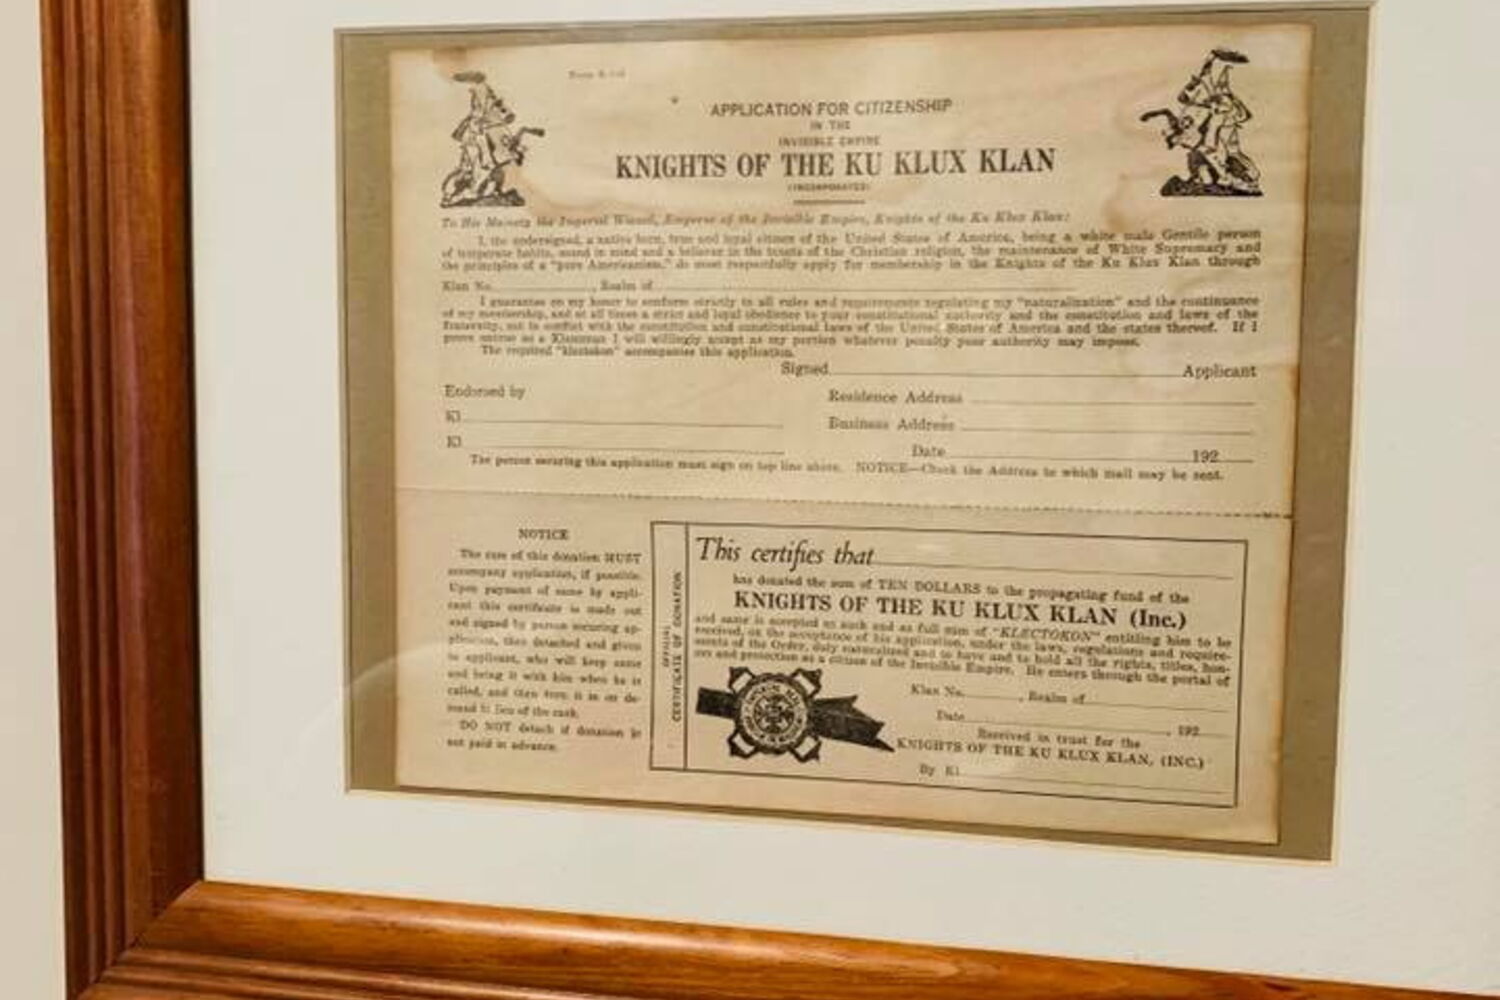 APPLICATION FOR CITIZENSHIP
IN THE
INVISIBLE EMPIRE
KNIGHTS OF THE KU KLUX KLAN
(INCORPORATED)
To His Majesty the Imperial Wizard, Emperor of the Invisible Empire, Knights of the Ku Klux Klan:
I, the undersigned, a native born, true and loyal citizen of the United States of America, being a white male Gentile person
of temperate habits, sound in mind and a believer in the tenets of the Christian religion, the maintenance of White Supremacy and
the principles of a "pure Americanism," do most respectfully apply for membership in the Knights of the Ku Klux Klan through
Klan No. , Realm of
I guarantee on my honor to conform strictly to all rules and requirements regulating my "naturalization" and the continuance
of my membership, and at all times a strict and loyal obedience to your constitutional authority and the constitution and laws of the
fraternity, not in conflict with the constitution and constitutional laws of the United States of America and the states thereof. If I
prove untrue as a Klansman I will willingly accept as my portion whatever penalty your authority may impose.
The required "klectokon" accompanies this application.
Signed Applicant
Endorsed by Residence Address
Kl Business Address
Kl Date 192
The person securing this application must sign on top line above. NOTICE—Check the Address to which mail may be sent.
NOTICE
The sum of this donation MUST
accompany application, if possible.
Upon payment of same by appli-
cant this certificate is made out
and signed by person securing ap-
plication, then detached and given
to applicant, who will keep same
and bring it with him when he is
called, and then turn it in on de-
mand in lieu of the cash.
DO NOT detach if donation is
not paid in advance.
OFFICIAL
CERTIFICATE OF DONATION
This certifies that
has donated the sum of TEN DOLLARS to the propagating fund of the
KNIGHTS OF THE KU KLUX KLAN (Inc.)
and same is accepted as such and as full sum of "KLECTOKON" entitling him to be
received, on the acceptance of his application, under the laws, regulations and require-
ments of the Order, duly naturalized and to have and to hold all the rights, titles, hon-
ors and protection as a citizen of the Invisible Empire. He enters through the portal of
Klan No. , Realm of
Date , 192
Received in trust for the
KNIGHTS OF THE KU KLUX KLAN, (INC.)
By Kl